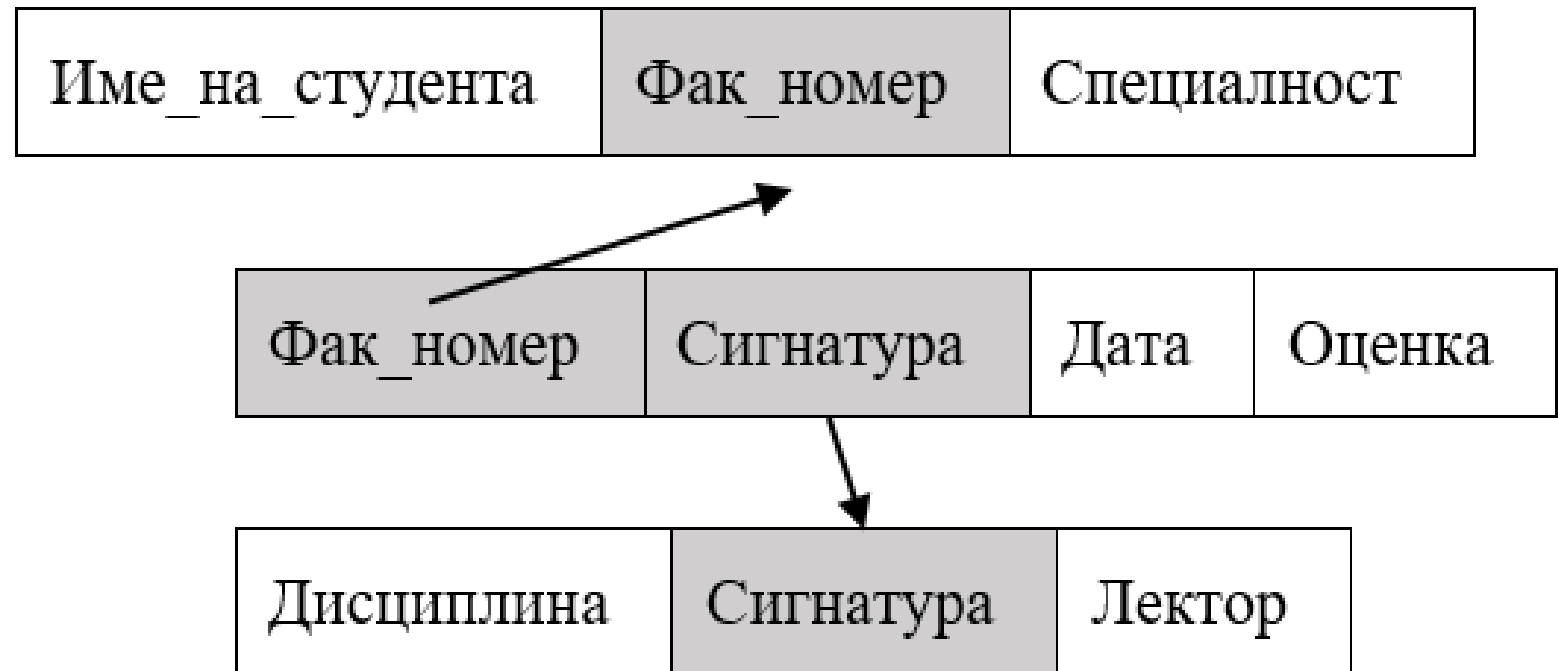 Име_на_студента Фак_номер Специалност
Фак_номер Сигнатура Дата Оценка
Дисциплина Сигнатура Лектор